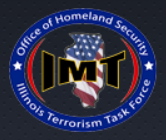 Office of Homeland Security
IMT
Illinois Terrorism Task Force